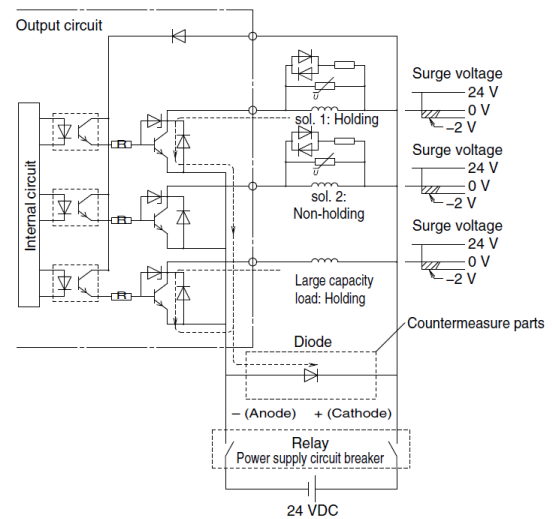 Output circuit
Internal circuit
R
R
R
U
sol. 1: Holding
U
sol. 2:
Non-holding
Large capacity
load: Holding
Surge voltage
24 V
0 V
–2 V
Surge voltage
24 V
0 V
–2 V
Surge voltage
24 V
0 V
–2 V
Countermeasure parts
Diode
– (Anode) + (Cathode)
Relay
Power supply circuit breaker
24 VDC